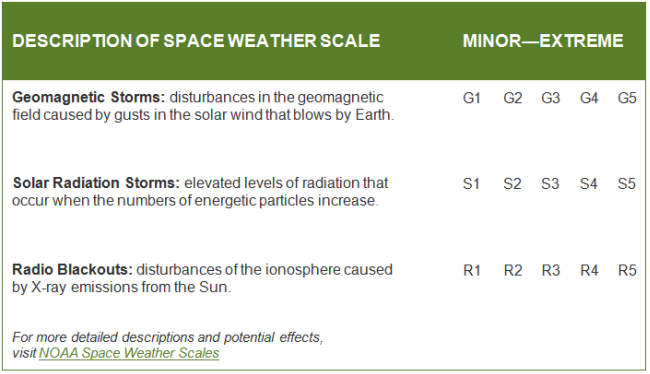 DESCRIPTION OF SPACE WEATHER SCALE MINOR—EXTREME
Geomagnetic Storms: disturbances in the geomagnetic
field caused by gusts in the solar wind that blows by Earth.
G1 G2 G3 G4 G5
Solar Radiation Storms: elevated levels of radiation that
occur when the numbers of energetic particles increase.
S1 S2 S3 S4 S5
Radio Blackouts: disturbances of the ionosphere caused
by X-ray emissions from the Sun.
R1 R2 R3 R4 R5
For more detailed descriptions and potential effects,
visit NOAA Space Weather Scales